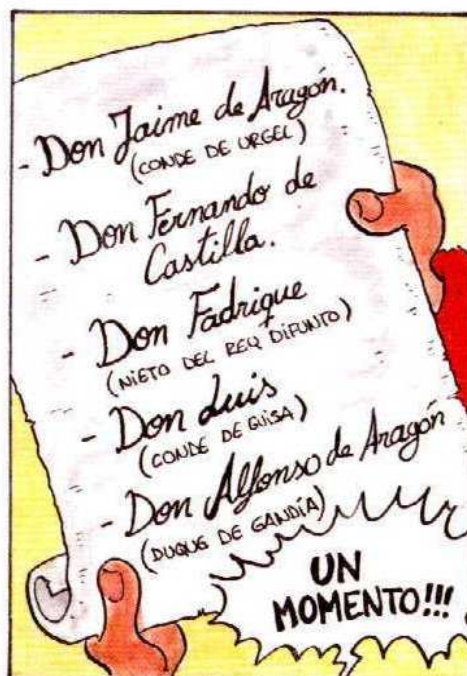 - Don Jaime de Aragón.
(CONDE DE URGEL)
- Don Fernando de
Castilla.
- Don Fadrique
(NIETO DEL REY DIFUNTO)
- Don Luis
(CONDE DE GUISA)
- Don Alfonso de Aragón
(DUQUE DE GANDÍA)
UN
MOMENTO!!!